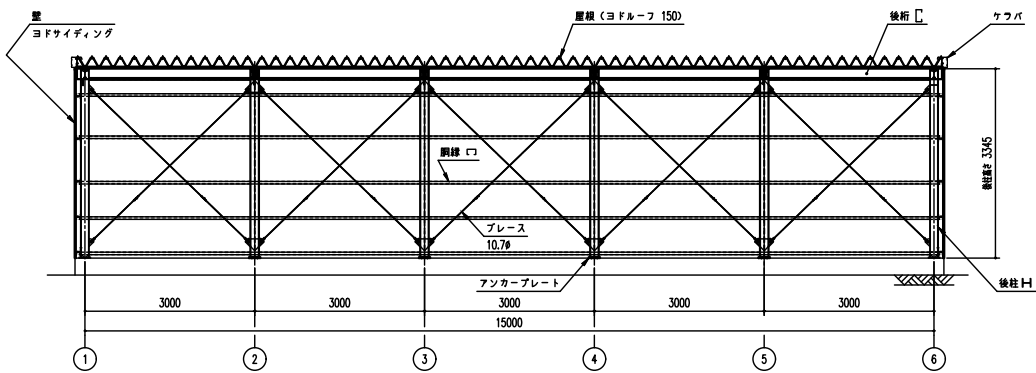 壁
ヨドサイディング
屋根（ヨドルーフ 150）
後桁
ケラバ
胴縁
後柱高さ 3345
ブレース
10.7φ
アンカープレート
後柱
3000 3000 3000 3000 3000
15000
1 2 3 4 5 6